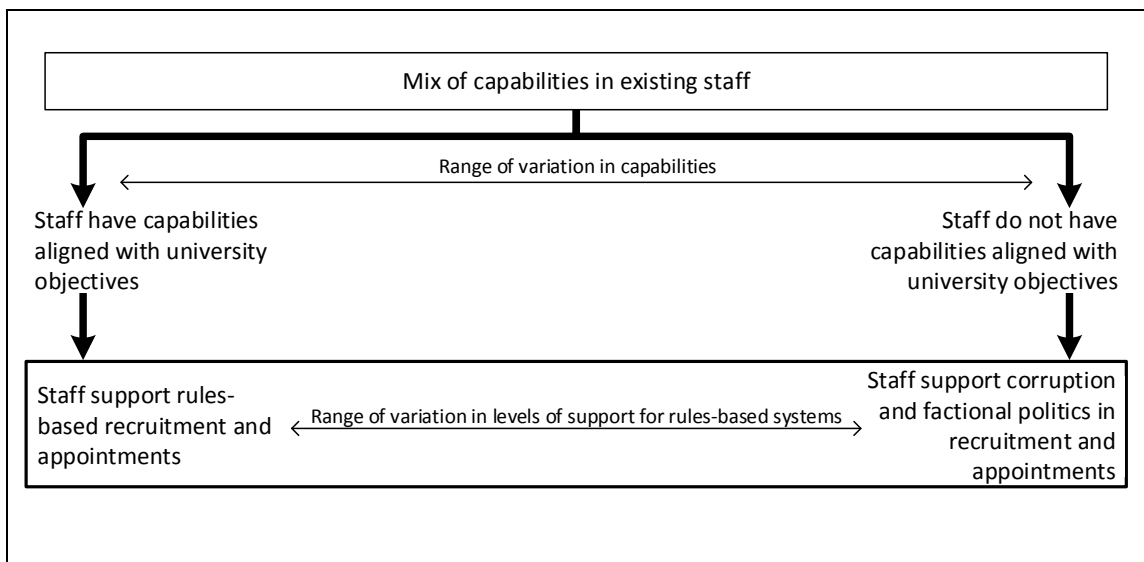 Mix of capabilities in existing staff
Range of variation in capabilities
Staff have capabilities
aligned with university
objectives
Staff do not have
capabilities aligned with
university objectives
Staff support rules-
based recruitment and
appointments
Range of variation in levels of support for rules-based systems
Staff support corruption
and factional politics in
recruitment and
appointments